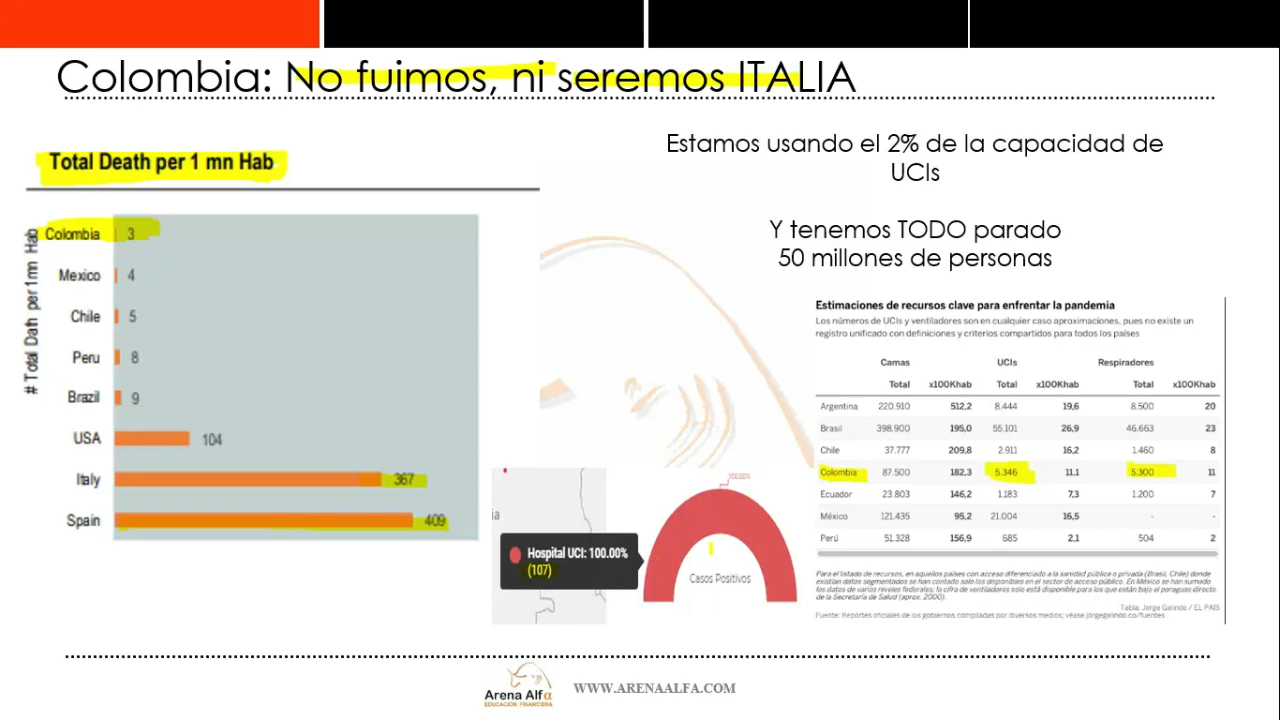 Colombia: No fuimos, ni seremos ITALIA
Total Death per 1 mn Hab
# Total Dath per 1mn Hab
Colombia 3
Mexico 4
Chile 5
Peru 8
Brazil 9
USA 104
Italy 367
Spain 409
Estamos usando el 2% de la capacidad de
UCIs
Y tenemos TODO parado
50 millones de personas
ia
Hospital UCI: 100.00%
(107)
100.00%
Casos Positivos
Estimaciones de recursos clave para enfrentar la pandemia
Los números de UCIs y ventiladores son en cualquier caso aproximaciones, pues no existe un
registro unificado con definiciones y criterios compartidos para todos los países
Camas UCIs Respiradores
Total x100Khab Total x100Khab Total x100Khab
Argentina 220.910 512,2 8.444 19,6 8.500 20
Brasil 398.900 195,0 55.101 26,9 46.663 23
Chile 37.777 209,8 2.911 16,2 1.460 8
Colombia 87.500 182,3 5.346 11,1 5.300 11
Ecuador 23.803 146,2 1.183 7,3 1.200 7
México 121.435 95,2 21.004 16,5 - -
Perú 51.328 156,9 685 2,1 504 2
Para el listado de recursos, en aquellos países con acceso diferenciado a la sanidad pública o privada (Brasil, Chile) donde
existían datos segmentados se han contado solo los disponibles en el sector de acceso público. En México se han sumado
los datos de varios niveles federales; la cifra de ventiladores solo está disponible para los que están bajo el paraguas directo
de la Secretaría de Salud (aprox. 2000).
Tabla: Jorge Galindo / EL PAÍS
Fuente: Reportes oficiales de los gobiernos compilados por diversos medios; véase jorgegalindo.co/fuentes
Arena Alfα
EDUCACIÓN FINANCIERA
WWW.ARENAALFA.COM